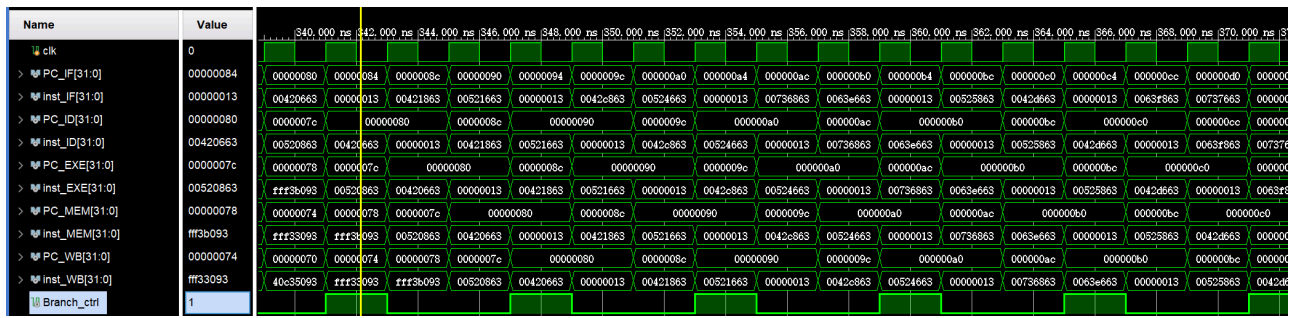 Name Value 340.000 ns 342.000 ns 344.000 ns 346.000 ns 348.000 ns 350.000 ns 352.000 ns 354.000 ns 356.000 ns 358.000 ns 360.000 ns 362.000 ns 364.000 ns 366.000 ns 368.000 ns 370.000 ns
clk 0
> PC_IF[31:0] 00000084 00000080 00000084 0000008c 00000090 00000094 0000009c 000000a0 000000a4 000000ac 000000b0 000000b4 000000bc 000000c0 000000c4 000000cc 000000d0
> inst_IF[31:0] 00000013 00420663 00000013 00421863 00521663 00000013 0042c863 00524663 00000013 00736863 0063e663 00000013 00525863 0042d663 00000013 0063f863 00737663
> PC_ID[31:0] 00000080 0000007c 00000080 0000008c 00000090 0000009c 000000a0 000000ac 000000b0 000000bc 000000c0 000000cc
> inst_ID[31:0] 00420663 00520863 00420663 00000013 00421863 00521663 00000013 0042c863 00524663 00000013 00736863 0063e663 00000013 00525863 0042d663 00000013 0063f863
> PC_EXE[31:0] 0000007c 00000078 0000007c 00000080 0000008c 00000090 0000009c 000000a0 000000ac 000000b0 000000bc 000000c0
> inst_EXE[31:0] 00520863 fff3b093 00520863 00420663 00000013 00421863 00521663 00000013 0042c863 00524663 00000013 00736863 0063e663 00000013 00525863 0042d663 00000013
> PC_MEM[31:0] 00000078 00000074 00000078 0000007c 00000080 0000008c 00000090 0000009c 000000a0 000000ac 000000b0 000000bc 000000c0
> inst_MEM[31:0] fff3b093 fff33093 fff3b093 00520863 00420663 00000013 00421863 00521663 00000013 0042c863 00524663 00000013 00736863 0063e663 00000013 00525863 0042d663
> PC_WB[31:0] 00000074 00000070 00000074 00000078 0000007c 00000080 0000008c 00000090 0000009c 000000a0 000000ac 000000b0 000000bc
> inst_WB[31:0] fff33093 40c35093 fff33093 fff3b093 00520863 00420663 00000013 00421863 00521663 00000013 0042c863 00524663 00000013 00736863 0063e663 00000013 00525863
Branch_ctrl 1